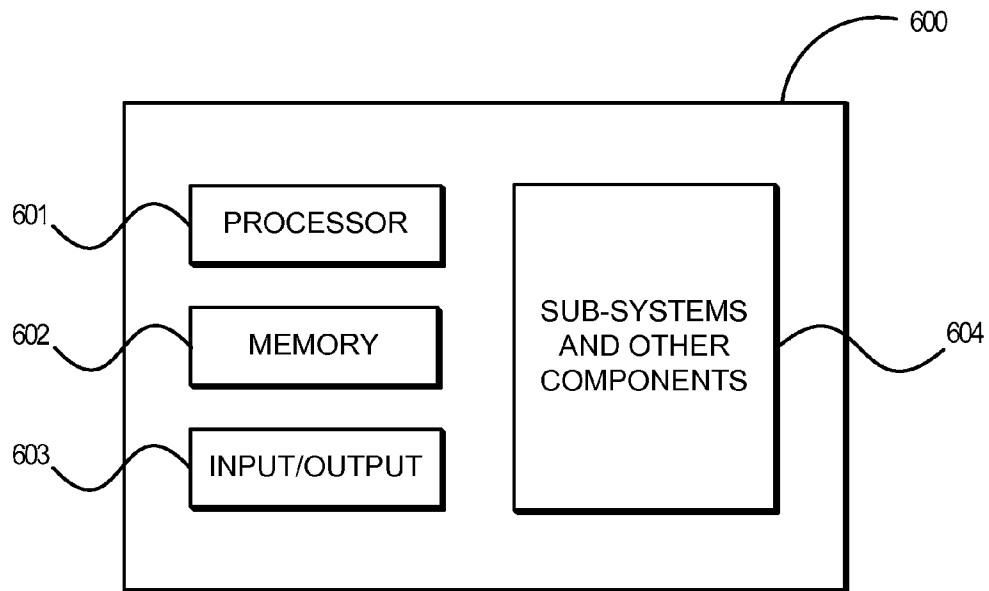 600
601
PROCESSOR
602
MEMORY
603
INPUT/OUTPUT
SUB-SYSTEMS
AND OTHER
COMPONENTS
604